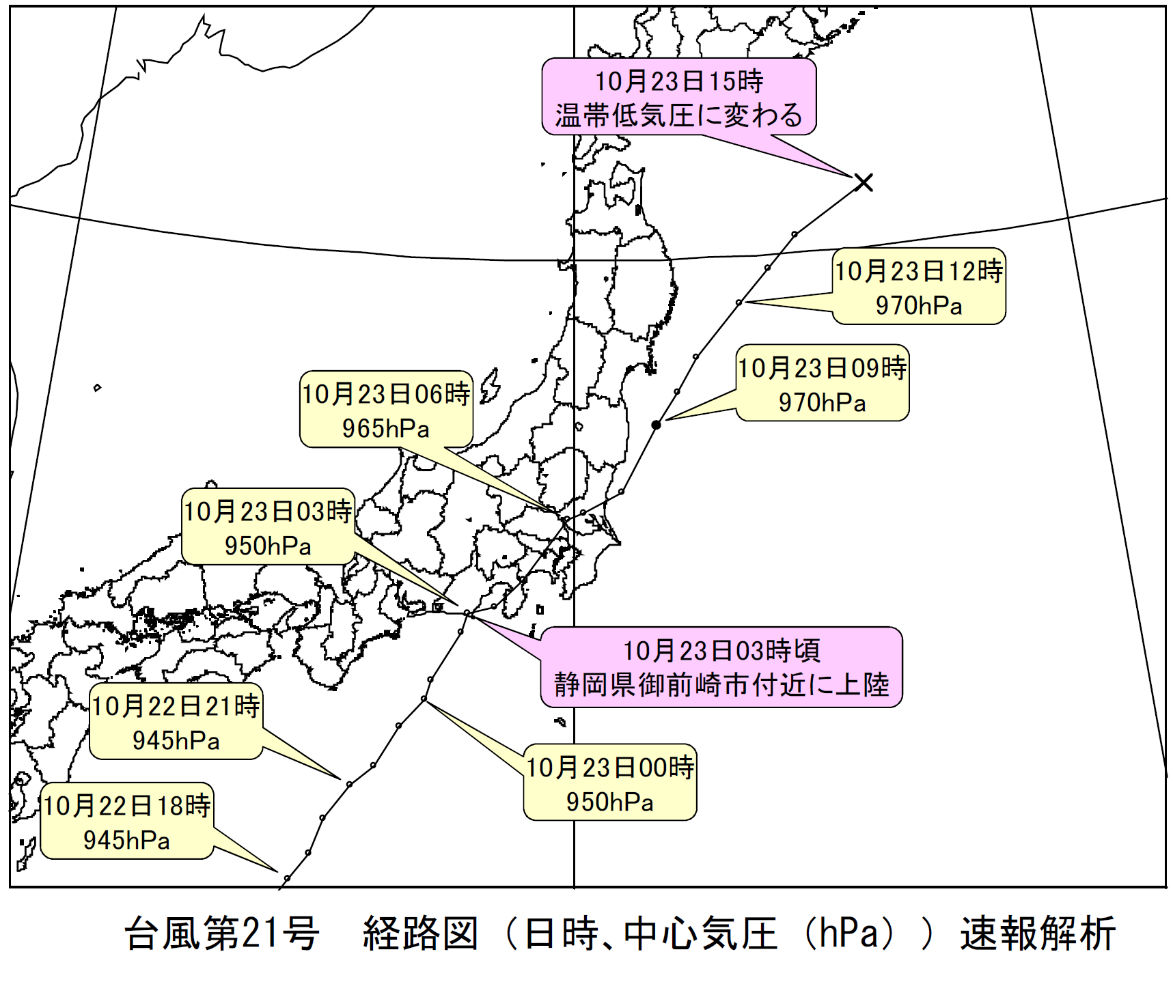 10月23日15時
温帯低気圧に変わる
10月23日12時
970hPa
10月23日09時
970hPa
10月23日06時
965hPa
10月23日03時
950hPa
10月23日03時頃
静岡県御前崎市付近に上陸
10月22日21時
945hPa
10月23日00時
950hPa
10月22日18時
945hPa
台風第21号　経路図（日時、中心気圧（hPa））速報解析